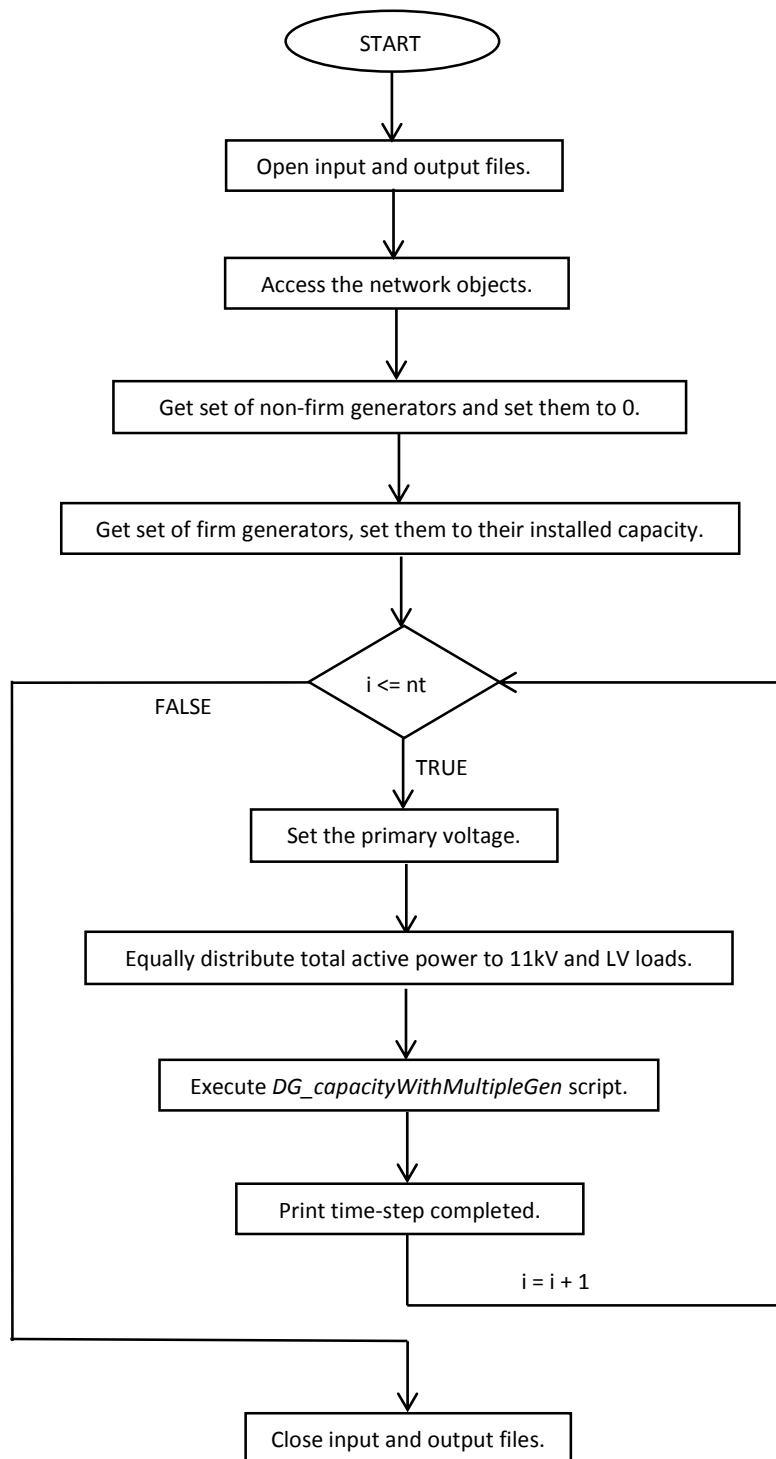 START
Open input and output files.
Access the network objects.
Get set of non-firm generators and set them to 0.
Get set of firm generators, set them to their installed capacity.
i <= nt
FALSE
TRUE
Set the primary voltage.
Equally distribute total active power to 11kV and LV loads.
Execute DG_capacityWithMultipleGen script.
Print time-step completed.
i = i + 1
Close input and output files.